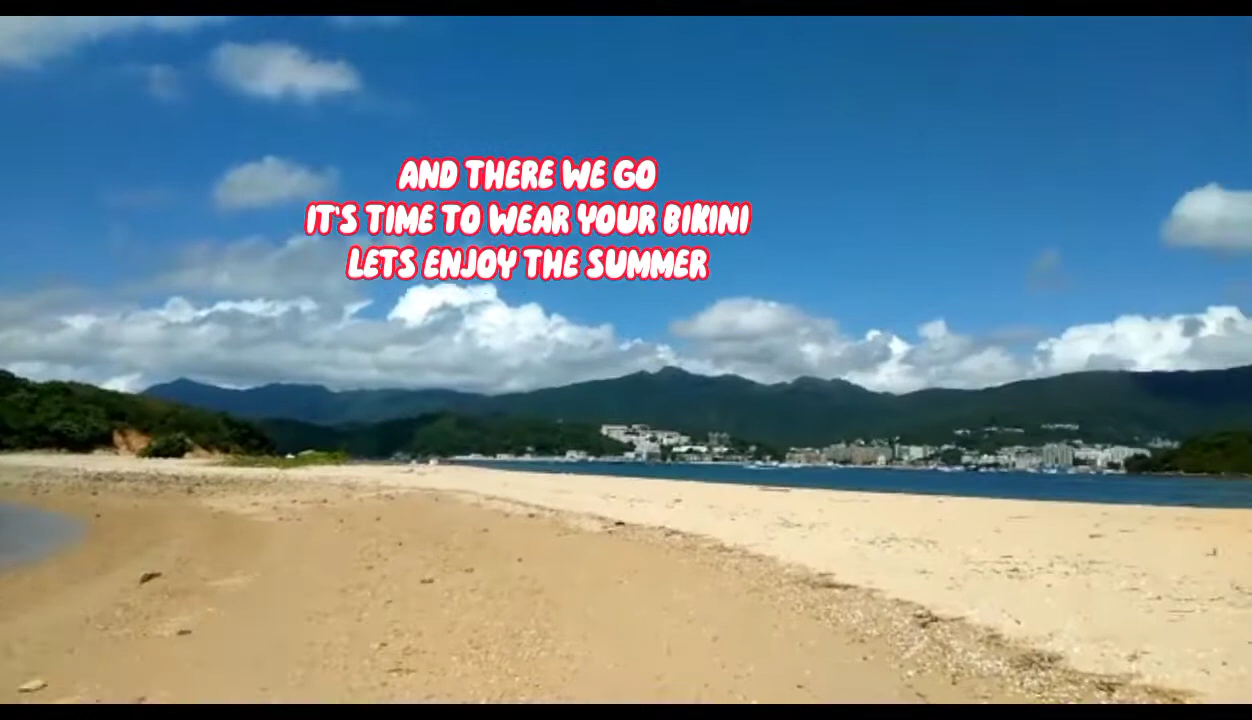 AND THERE WE GO
IT'S TIME TO WEAR YOUR BIKINI
LETS ENJOY THE SUMMER